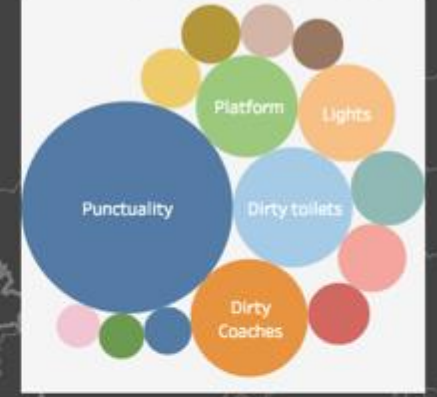 Platform
Lights
Punctuality
Dirty toilets
Dirty
Coaches